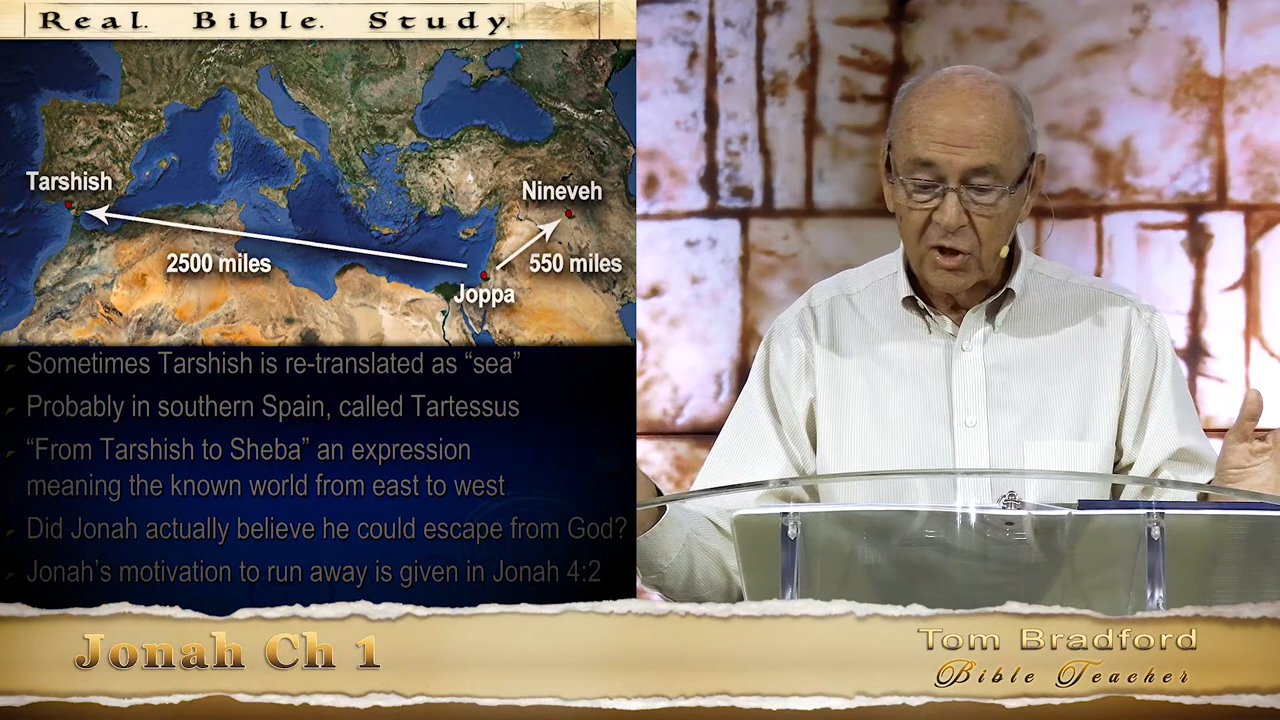 Real. Bible. Study.
Tarshish
Nineveh
2500 miles
550 miles
Joppa
Sometimes Tarshish is re-translated as “sea”
Probably in southern Spain, called Tartessus
“From Tarshish to Sheba” an expression
meaning the known world from east to west
Did Jonah actually believe he could escape from God?
Jonah’s motivation to run away is given in Jonah 4:2
Jonah Ch 1
Tom Bradford
Bible Teacher